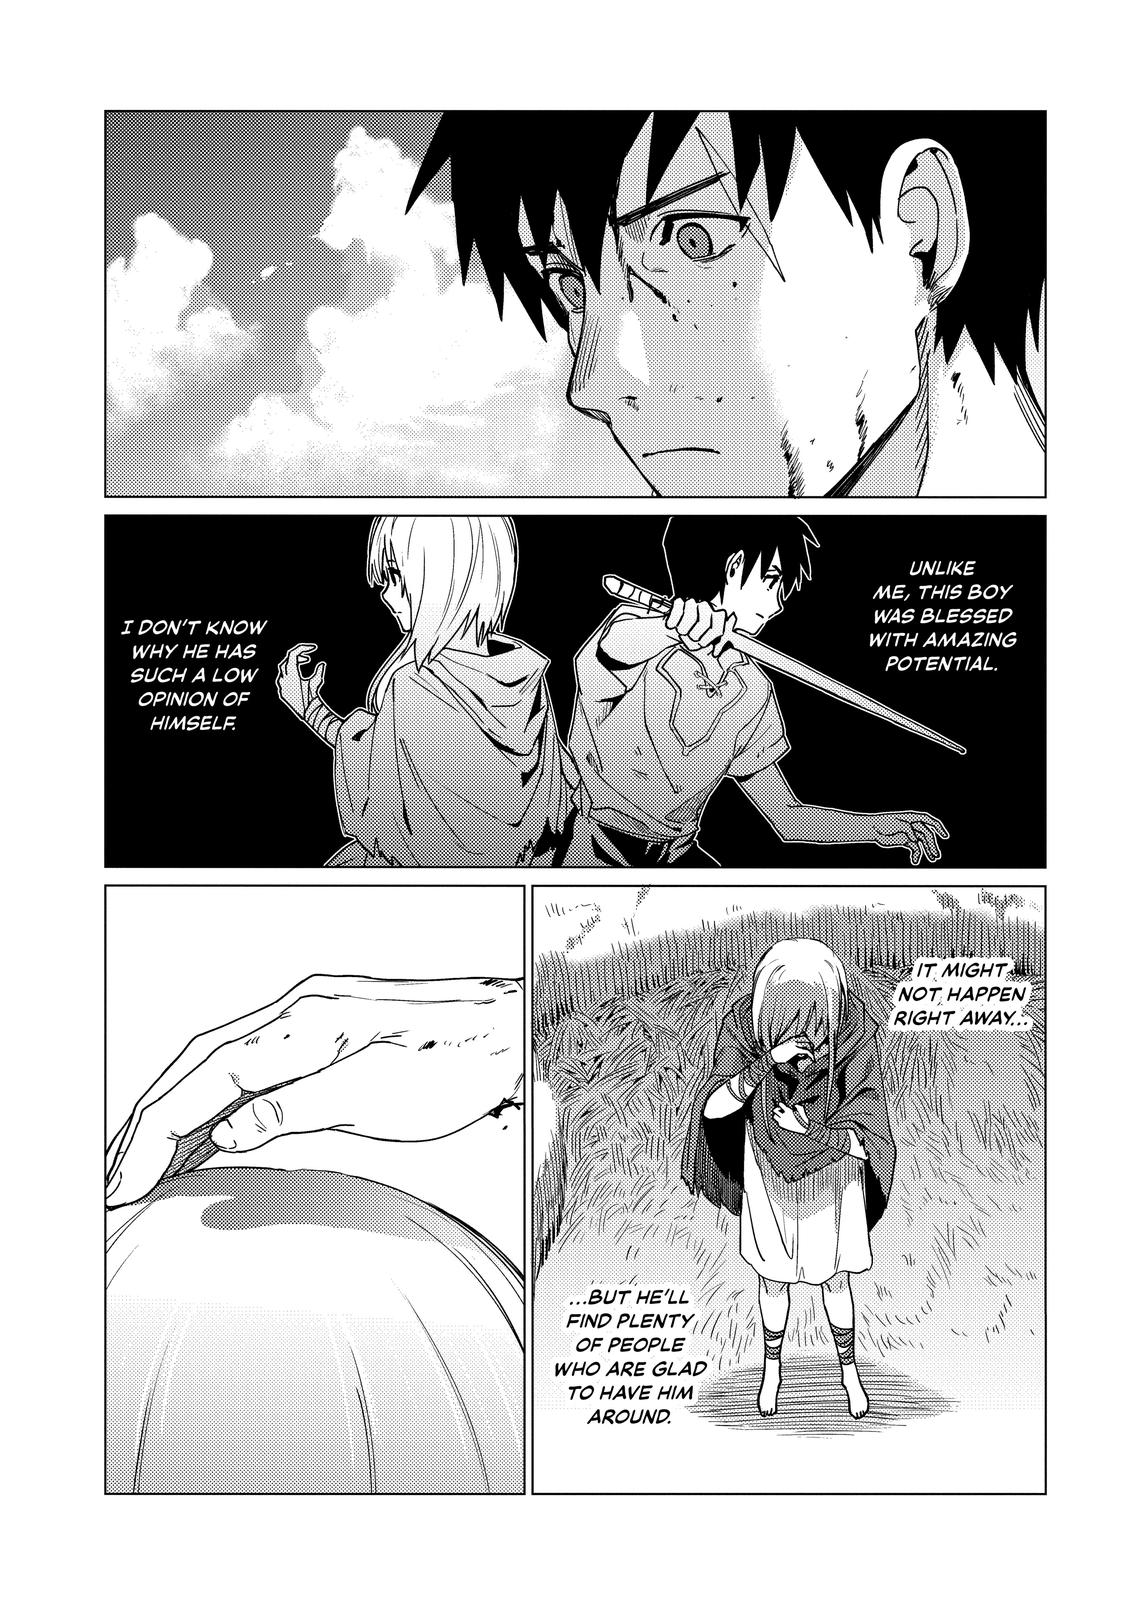 UNLIKE
ME, THIS BOY
WAS BLESSED
WITH AMAZING
POTENTIAL.
I DON'T KNOW
WHY HE HAS
SUCH A LOW
OPINION OF
HIMSELF.
IT MIGHT
NOT HAPPEN
RIGHT AWAY...
...BUT HE'LL
FIND PLENTY
OF PEOPLE
WHO ARE GLAD
TO HAVE HIM
AROUND.